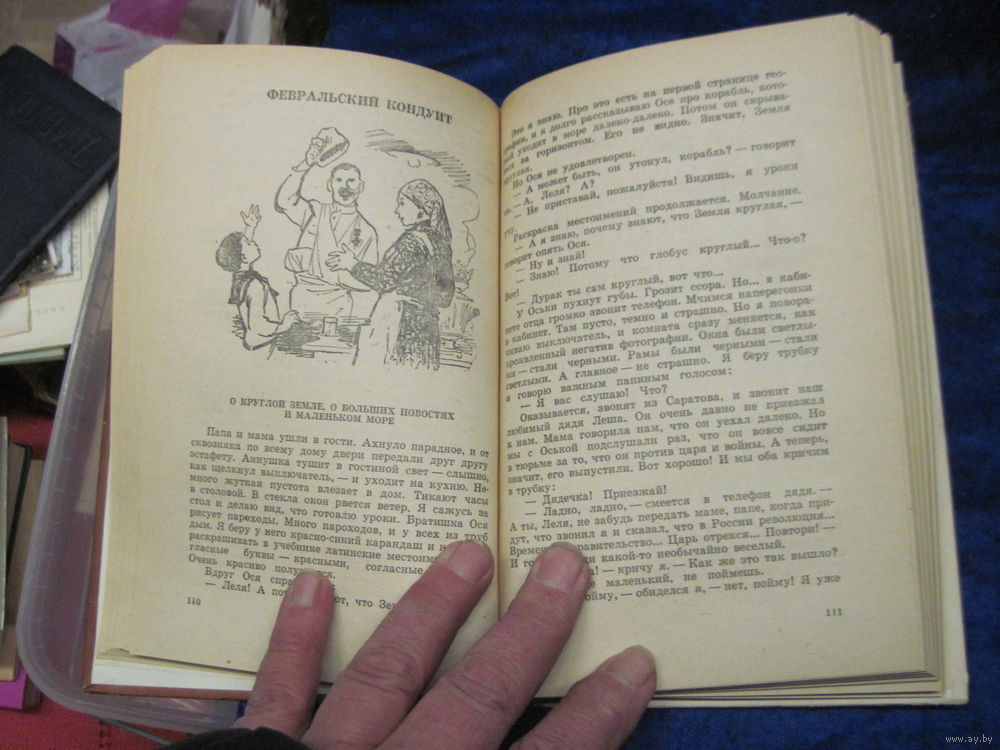 ФЕВРАЛЬСКИЙ КОНДУИТ
О КРУГЛОЙ ЗЕМЛЕ, О БОЛЬШИХ НОВОСТЯХ
И МАЛЕНЬКОМ МОРЕ
Папа и мама ушли в гости. Ахнуло парадное, и от
сквозняка по всему дому двери передали друг другу
эстафету. Аннушка тушит в гостиной свет — слышно,
как щелкнул выключатель, — и уходит на кухню. Не-
много жуткая пустота влезает в дом. Тикают часы
в столовой. В стекла окон рвется ветер. Я сажусь за
стол и делаю вид, что готовлю уроки. Братишка Ося
рисует пароходы. Много пароходов, и у всех из труб
дым. Я беру у него красно-синий карандаш и
раскрашивать в учебнике латинские местоим
гласные буквы — красными, согласные
Очень красиво
Вдруг Ося
— Леля! А что Зем
110
Это я знаю. Про это есть на первой странице гео-
графии, и я долго рассказываю Осе про корабль, кото-
рый уходит в море далеко-далеко. Потом он скрыва-
ется за горизонтом. Его не видно. Значит, Земля
круглая.
Но Ося не удовлетворен.
— А может быть, он утонул, корабль? — говорит
он. — А, Леля? А?
— Не приставай, пожалуйста! Видишь, я уроки
учу.
Раскраска местоимений продолжается. Молчание.
— А я знаю, почему знают, что Земля круглая, —
говорит опять Ося.
— Ну и знай!
— Знаю! Потому что глобус круглый... Что-о?
Вот!
— Дурак ты сам круглый, вот что...
У Оськи пухнут губы. Грозит ссора. Но... в каби-
нете отца громко звонит телефон. Мчимся наперегонки
в кабинет. Там пусто, темно и страшно. Но я повора-
чиваю выключатель, и комната сразу меняется, как
проявленный негатив фотографии. Окна были светлы-
ми — стали черными. Рамы были черными — стали
светлыми. А главное — не страшно. Я беру трубку
и говорю важным папиным голосом:
— Я вас слушаю! Что?
Оказывается, звонят из Саратова, и звонит наш
любимый дядя Леша. Он очень давно не приезжал
к нам. Мама говорила нам, что он уехал далеко. Но
мы с Оськой подслушали раз, что он вовсе сидит
в тюрьме за то, что он против царя и войны. А теперь,
значит, его выпустили. Вот хорошо! И мы оба кричим
в трубку:
— Дядечка! Приезжай!
— Ладно, ладно, — смеется в телефон дядя. —
А ты, Леля, не забудь передать маме, папе, когда при-
дут, что звонил я и сказал, что в России революция...
Времен правительство... Царь отрекся... Повтори! —
И го какой-то необычайно веселый.
— кричу я. — Как же это так вышло?
маленький, не поймешь.
ойму, — обиделся я, — нет, пойму! Я уже
111
www.ay.by